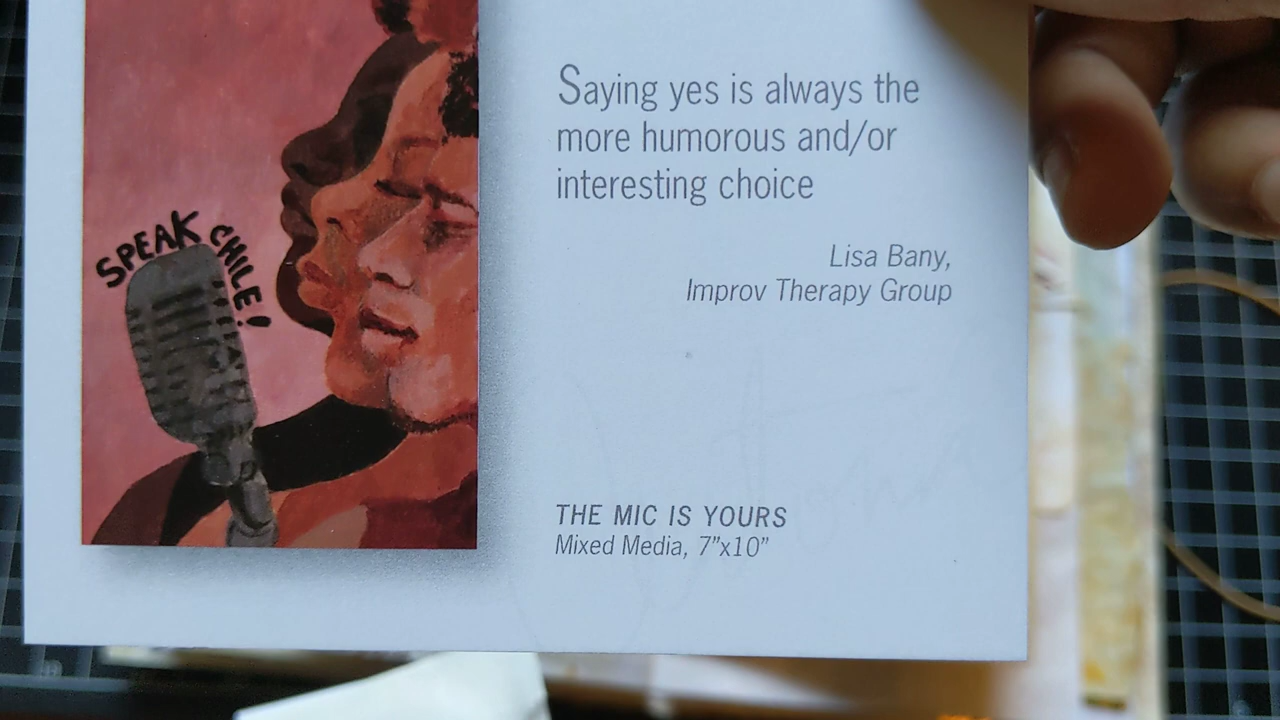 SPEAK CHILE!
Saying yes is always the
more humorous and/or
interesting choice
Lisa Bany,
Improv Therapy Group
THE MIC IS YOURS
Mixed Media, 7"x10"